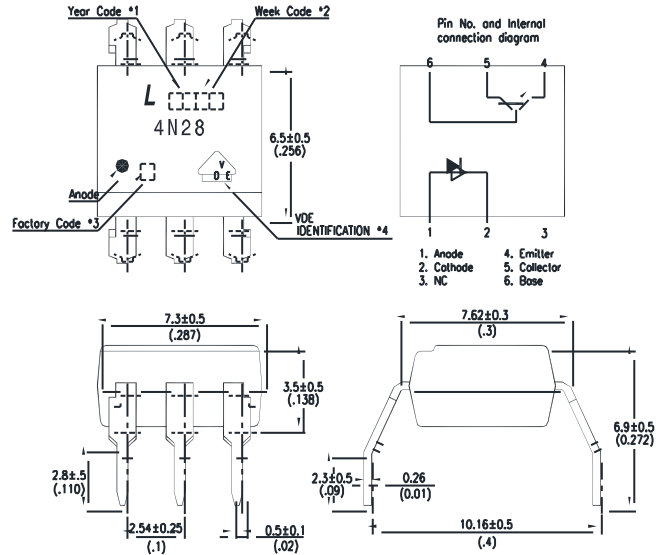 Year Code *1
Week Code *2
Pin No. and Internal
connection diagram
6 5 4
L
4N28
6.5±0.5
(.256)
V
D E
Anode
Factory Code *3
VDE
IDENTIFICATION *4
1 2 3
1. Anode 4. Emitter
2. Cathode 5. Collector
3. NC 6. Base
7.3±0.5
(.287)
7.62±0.3
(.3)
3.5±0.5
(.138)
6.9±0.5
(0.272)
2.8±.5
(.110)
2.3±0.5
(.09)
0.26
(0.01)
2.54±0.25
(.1)
0.5±0.1
(.02)
10.16±0.5
(.4)